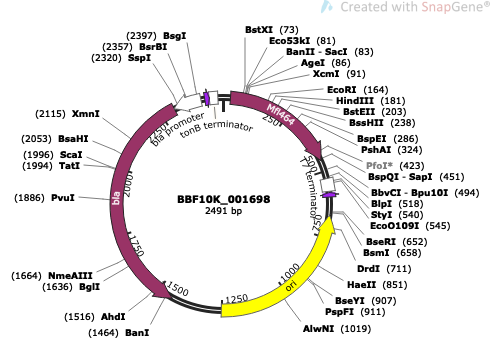 Created with SnapGene®
(2397) BsgI
(2357) BsrBI
(2320) SspI
(2115) XmnI
(2053) BsaHI
(1996) ScaI
(1994) TatI
(1886) PvuI
(1664) NmeAIII
(1636) BglI
(1516) AhdI
(1464) BanI
BstXI (73)
Eco53kI (81)
BanII - SacI (83)
AgeI (86)
XcmI (91)
EcoRI (164)
HindIII (181)
BstEII (203)
BssHII (238)
BspEI (286)
PshAI (324)
PfoI* (423)
BspQI - SapI (451)
BbvCI - Bpu10I (494)
BlpI (518)
StyI (540)
EcoO109I (545)
BseRI (652)
BsmI (658)
DrdI (711)
HaeII (851)
BseYI (907)
PspFI (911)
AlwNI (1019)
bla promoter
tonB terminator
Mfl464
T7 terminator
bla
ori
250
750
1000
1250
1500
1750
2000
2250
BBF10K_001698
2491 bp